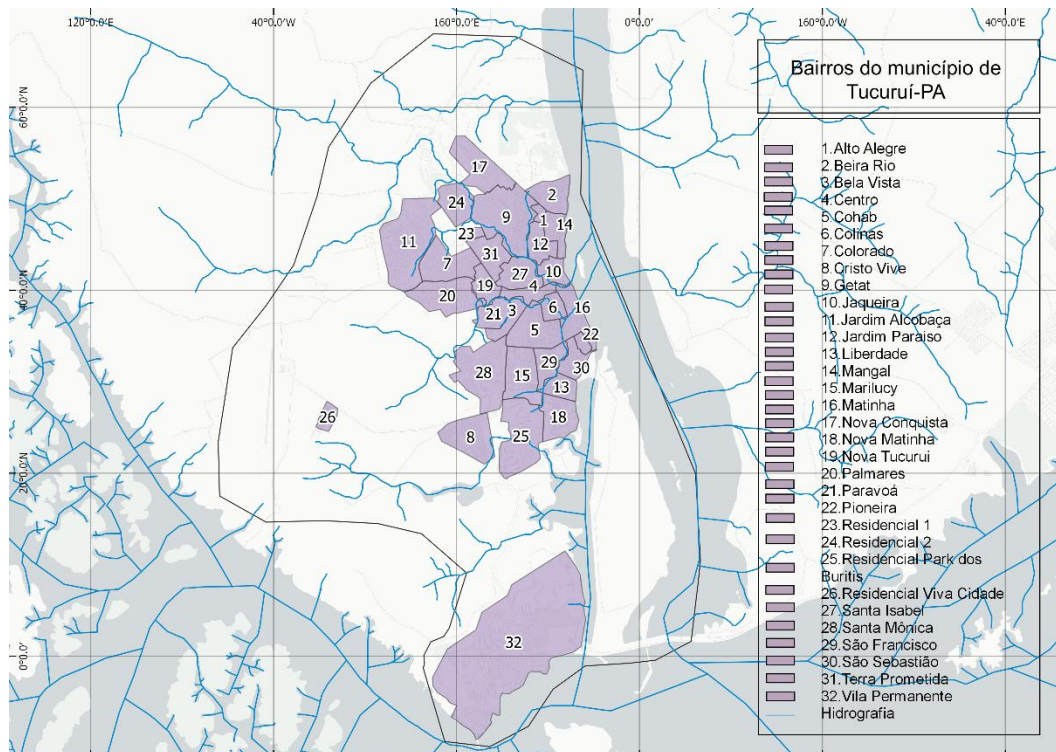 120°0.0'E 40°0.0'W 160°0.0'E 0°0.0' 160°0.0'W 40°0.0'E
60°0.0'N
40°0.0'N
20°0.0'N
0°0.0'
Bairros do município de
Tucuruí-PA
1.Alto Alegre
2.Beira Rio
3.Bela Vista
4.Centro
5.Cohab
6.Colinas
7.Colorado
8.Cristo Vive
9.Getat
10.Jaqueira
11.Jardim Alcobaça
12.Jardim Paraiso
13.Liberdade
14.Mangal
15.Marilucy
16.Matinha
17.Nova Conquista
18.Nova Matinha
19.Nova Tucurui
20.Palmares
21.Paravoá
22.Pioneira
23.Residencial 1
24.Residencial 2
25.Residencial Park dos
Buritis
26.Residencial Viva Cidade
27.Santa Isabel
28.Santa Mônica
29.São Francisco
30.São Sebastião
31.Terra Prometida
32.Vila Permanente
Hidrografia
17
24
2
9
1
14
23
11
12
31
7
27
10
19
4
20
3
6
16
21
5
22
29
30
28
15
13
26
18
8
25
32